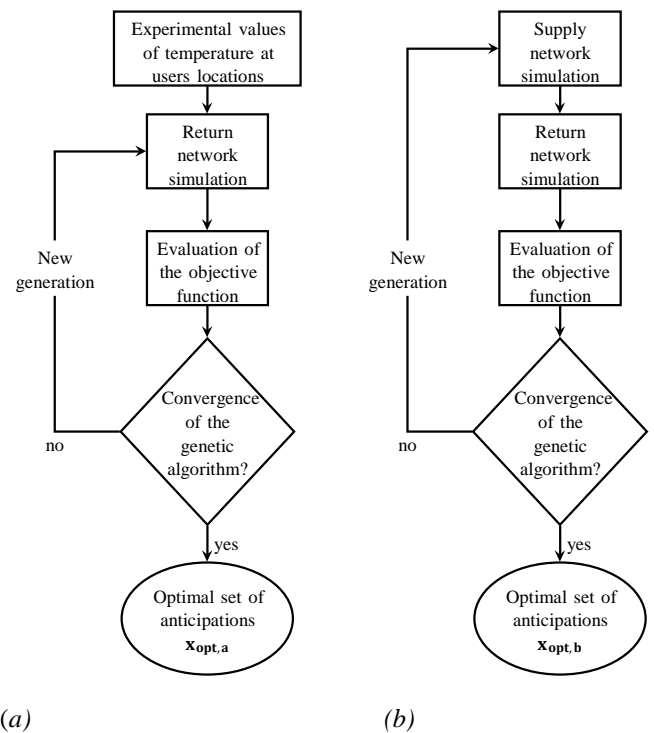 Experimental values
of temperature at
users locations
Return
network
simulation
Evaluation of
the objective
function
New
generation
Convergence
of the
genetic
algorithm?
no
yes
Optimal set of
anticipations
x_opt,a
(a)
Supply
network
simulation
Return
network
simulation
Evaluation of
the objective
function
New
generation
Convergence
of the
genetic
algorithm?
no
yes
Optimal set of
anticipations
x_opt,b
(b)